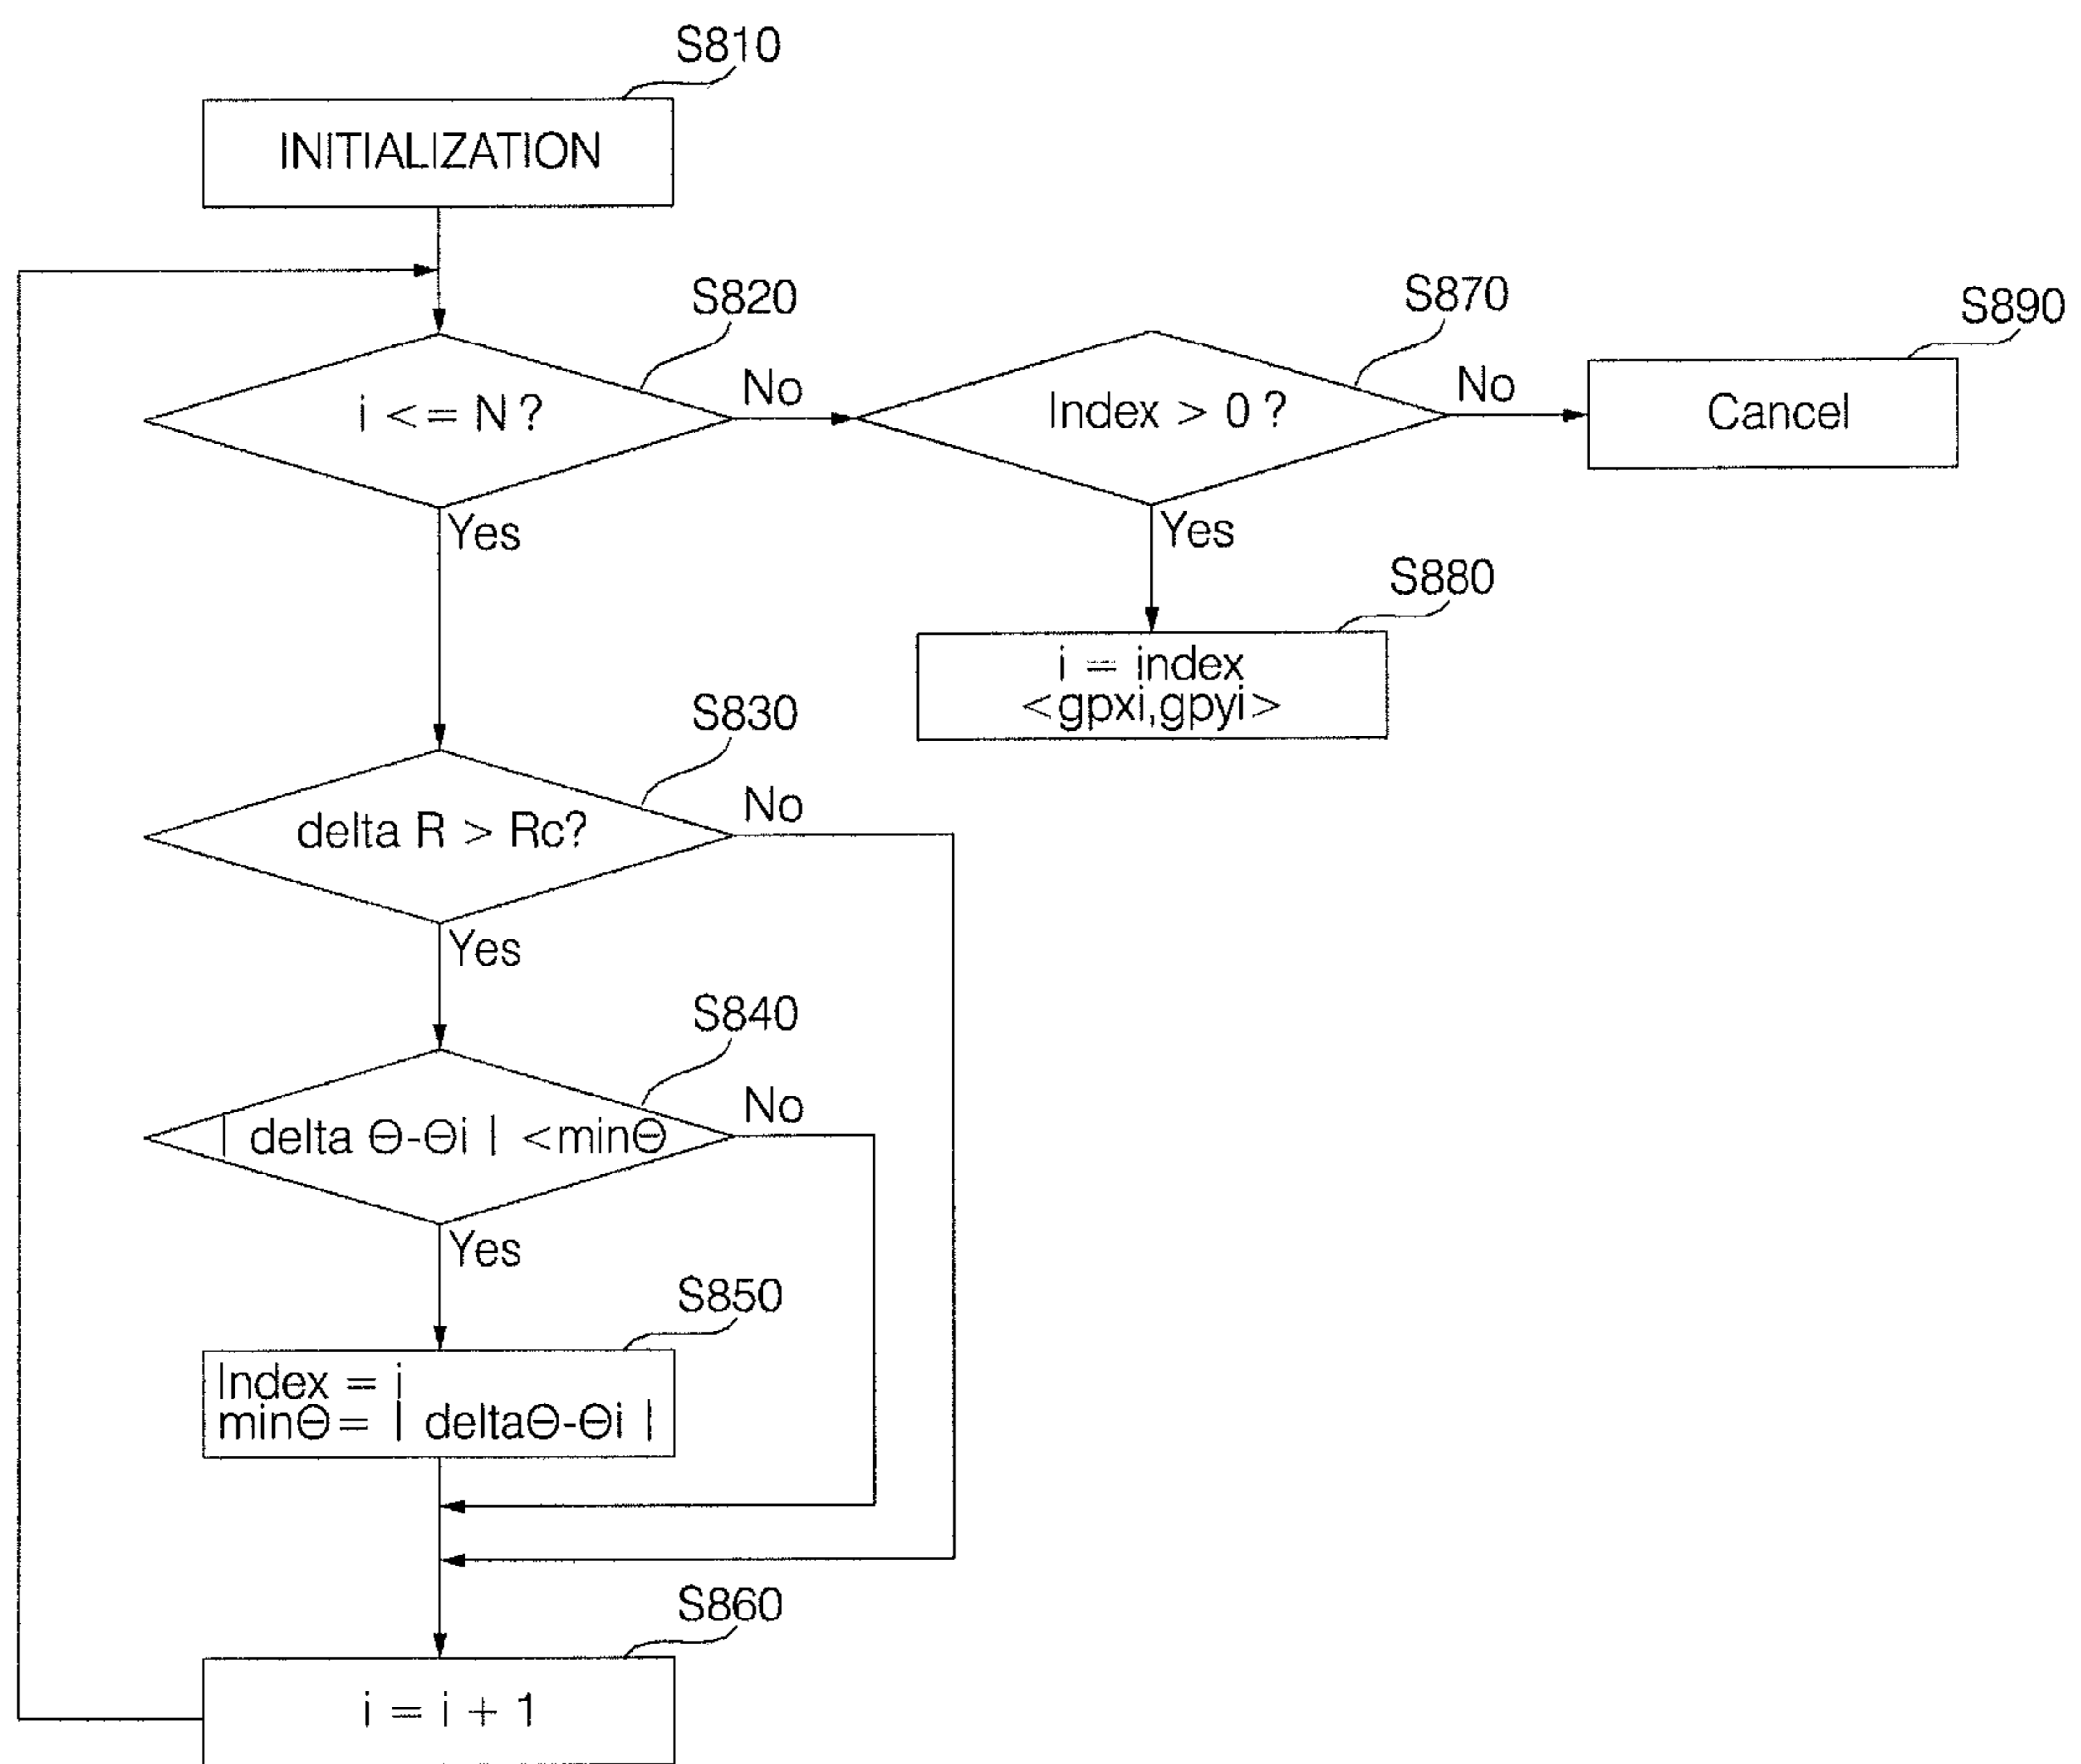 S810
INITIALIZATION
S820
i <= N ?
No
Yes
S870
Index > 0 ?
No
Yes
S890
Cancel
S880
i = index
<gpxi,gpyi>
S830
delta R > Rc?
No
Yes
S840
| delta Θ-Θi | <minΘ
No
Yes
S850
Index = i
minΘ= | deltaΘ-Θi |
S860
i = i + 1